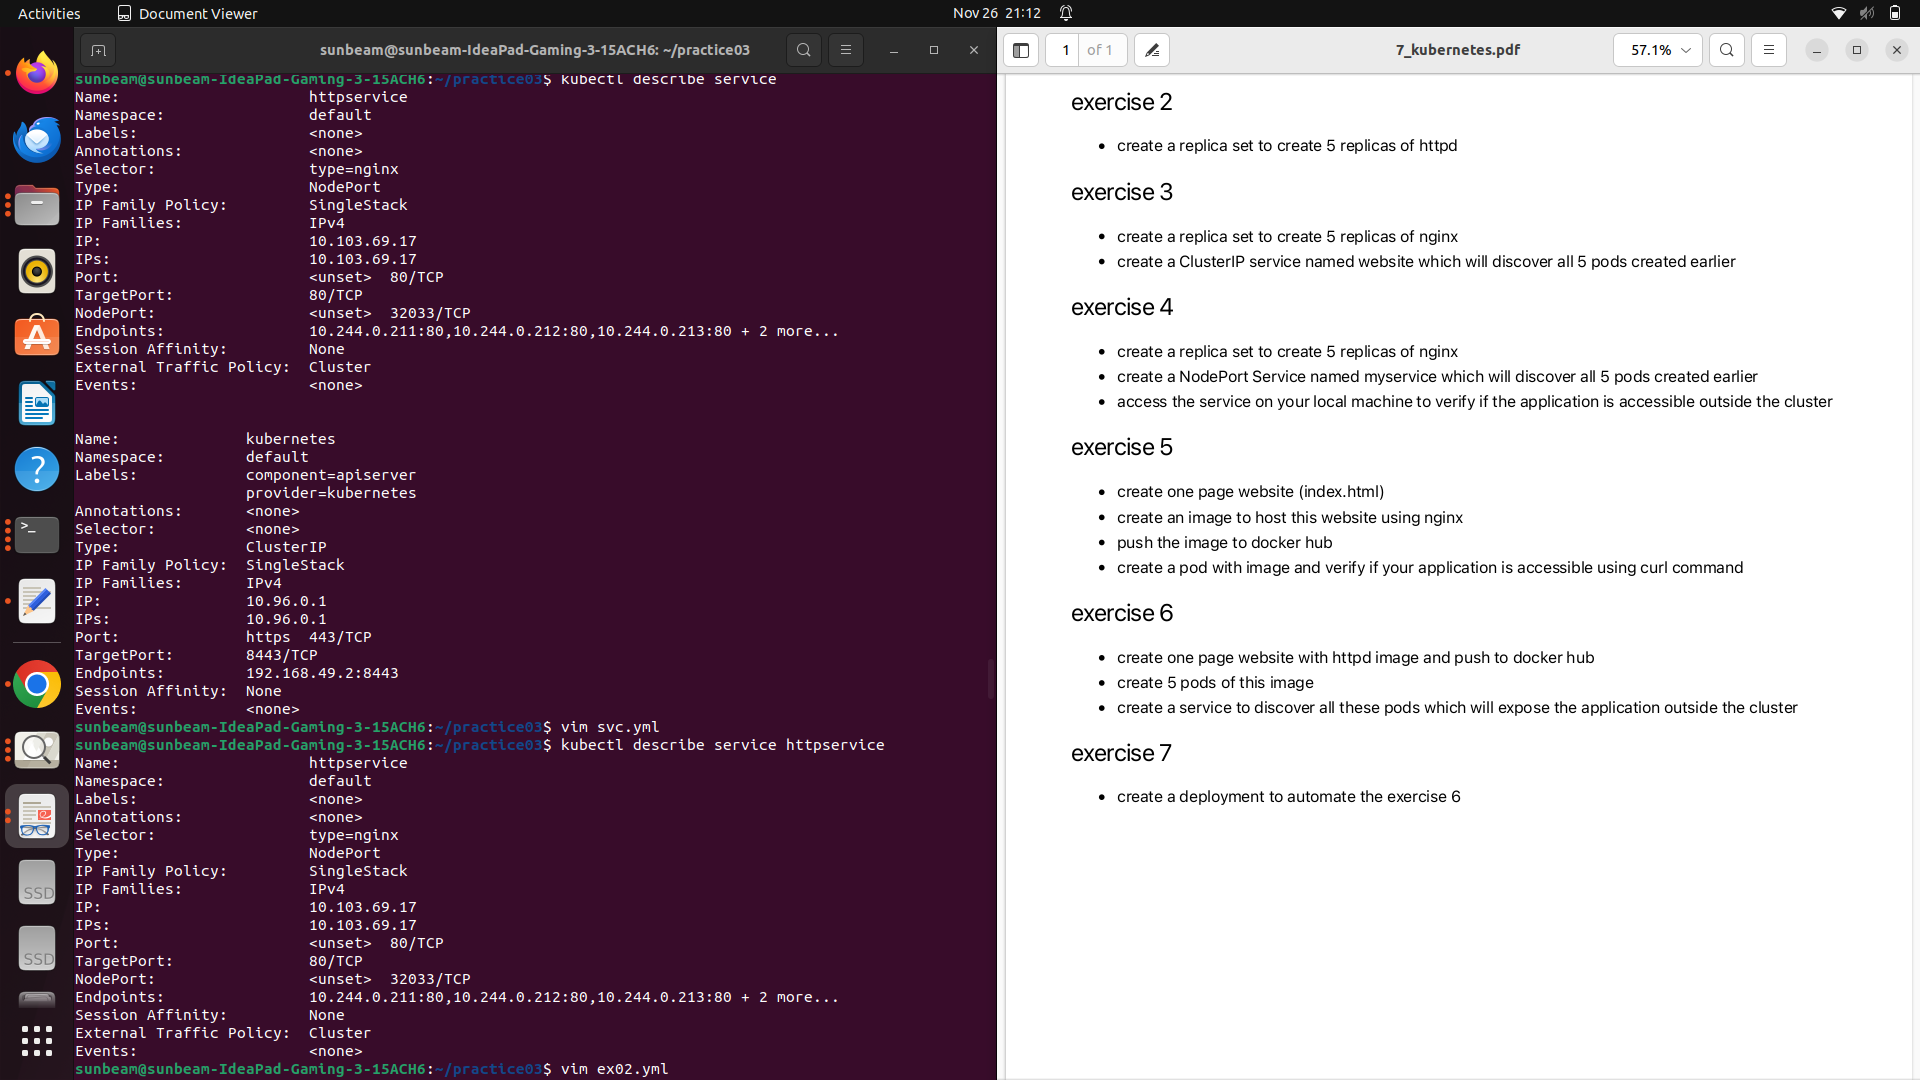 Activities
Document Viewer
Nov 26 21:12
sunbeam@sunbeam-IdeaPad-Gaming-3-15ACH6: ~/practice03
1 of 1
7_kubernetes.pdf
57.1%
sunbeam@sunbeam-IdeaPad-Gaming-3-15ACH6:~/practice03$ kubectl describe service
Name: httpservice
Namespace: default
Labels: <none>
Annotations: <none>
Selector: type=nginx
Type: NodePort
IP Family Policy: SingleStack
IP Families: IPv4
IP: 10.103.69.17
IPs: 10.103.69.17
Port: <unset> 80/TCP
TargetPort: 80/TCP
NodePort: <unset> 32033/TCP
Endpoints: 10.244.0.211:80,10.244.0.212:80,10.244.0.213:80 + 2 more...
Session Affinity: None
External Traffic Policy: Cluster
Events: <none>
Name: kubernetes
Namespace: default
Labels: component=apiserver
provider=kubernetes
Annotations: <none>
Selector: <none>
Type: ClusterIP
IP Family Policy: SingleStack
IP Families: IPv4
IP: 10.96.0.1
IPs: 10.96.0.1
Port: https 443/TCP
TargetPort: 8443/TCP
Endpoints: 192.168.49.2:8443
Session Affinity: None
Events: <none>
sunbeam@sunbeam-IdeaPad-Gaming-3-15ACH6:~/practice03$ vim svc.yml
sunbeam@sunbeam-IdeaPad-Gaming-3-15ACH6:~/practice03$ kubectl describe service httpservice
Name: httpservice
Namespace: default
Labels: <none>
Annotations: <none>
Selector: type=nginx
Type: NodePort
IP Family Policy: SingleStack
IP Families: IPv4
IP: 10.103.69.17
IPs: 10.103.69.17
Port: <unset> 80/TCP
TargetPort: 80/TCP
NodePort: <unset> 32033/TCP
Endpoints: 10.244.0.211:80,10.244.0.212:80,10.244.0.213:80 + 2 more...
Session Affinity: None
External Traffic Policy: Cluster
Events: <none>
sunbeam@sunbeam-IdeaPad-Gaming-3-15ACH6:~/practice03$ vim ex02.yml
exercise 2
• create a replica set to create 5 replicas of httpd
exercise 3
• create a replica set to create 5 replicas of nginx
• create a ClusterIP service named website which will discover all 5 pods created earlier
exercise 4
• create a replica set to create 5 replicas of nginx
• create a NodePort Service named myservice which will discover all 5 pods created earlier
• access the service on your local machine to verify if the application is accessible outside the cluster
exercise 5
• create one page website (index.html)
• create an image to host this website using nginx
• push the image to docker hub
• create a pod with image and verify if your application is accessible using curl command
exercise 6
• create one page website with httpd image and push to docker hub
• create 5 pods of this image
• create a service to discover all these pods which will expose the application outside the cluster
exercise 7
• create a deployment to automate the exercise 6
SSD
SSD